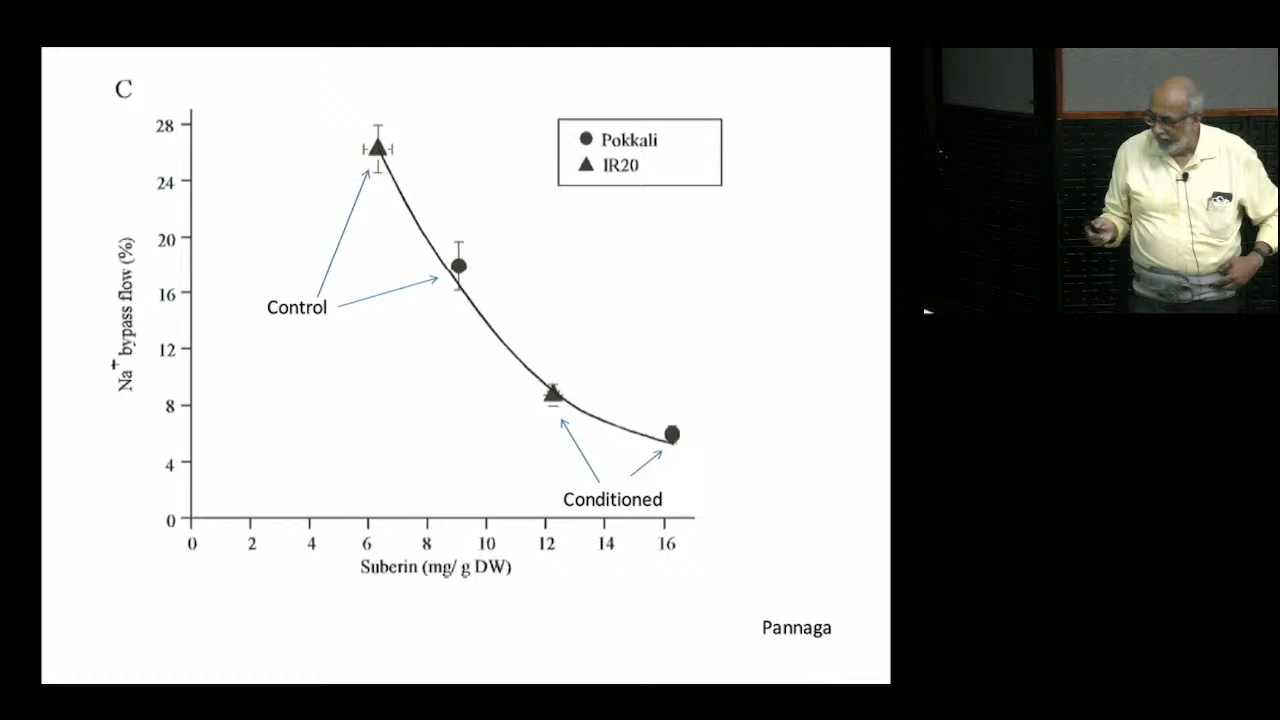 C
28
24
20
16
12
8
4
0
Na+ bypass flow (%)
Pokkali
IR20
Control
Conditioned
0 2 4 6 8 10 12 14 16
Suberin (mg/ g DW)
Pannaga